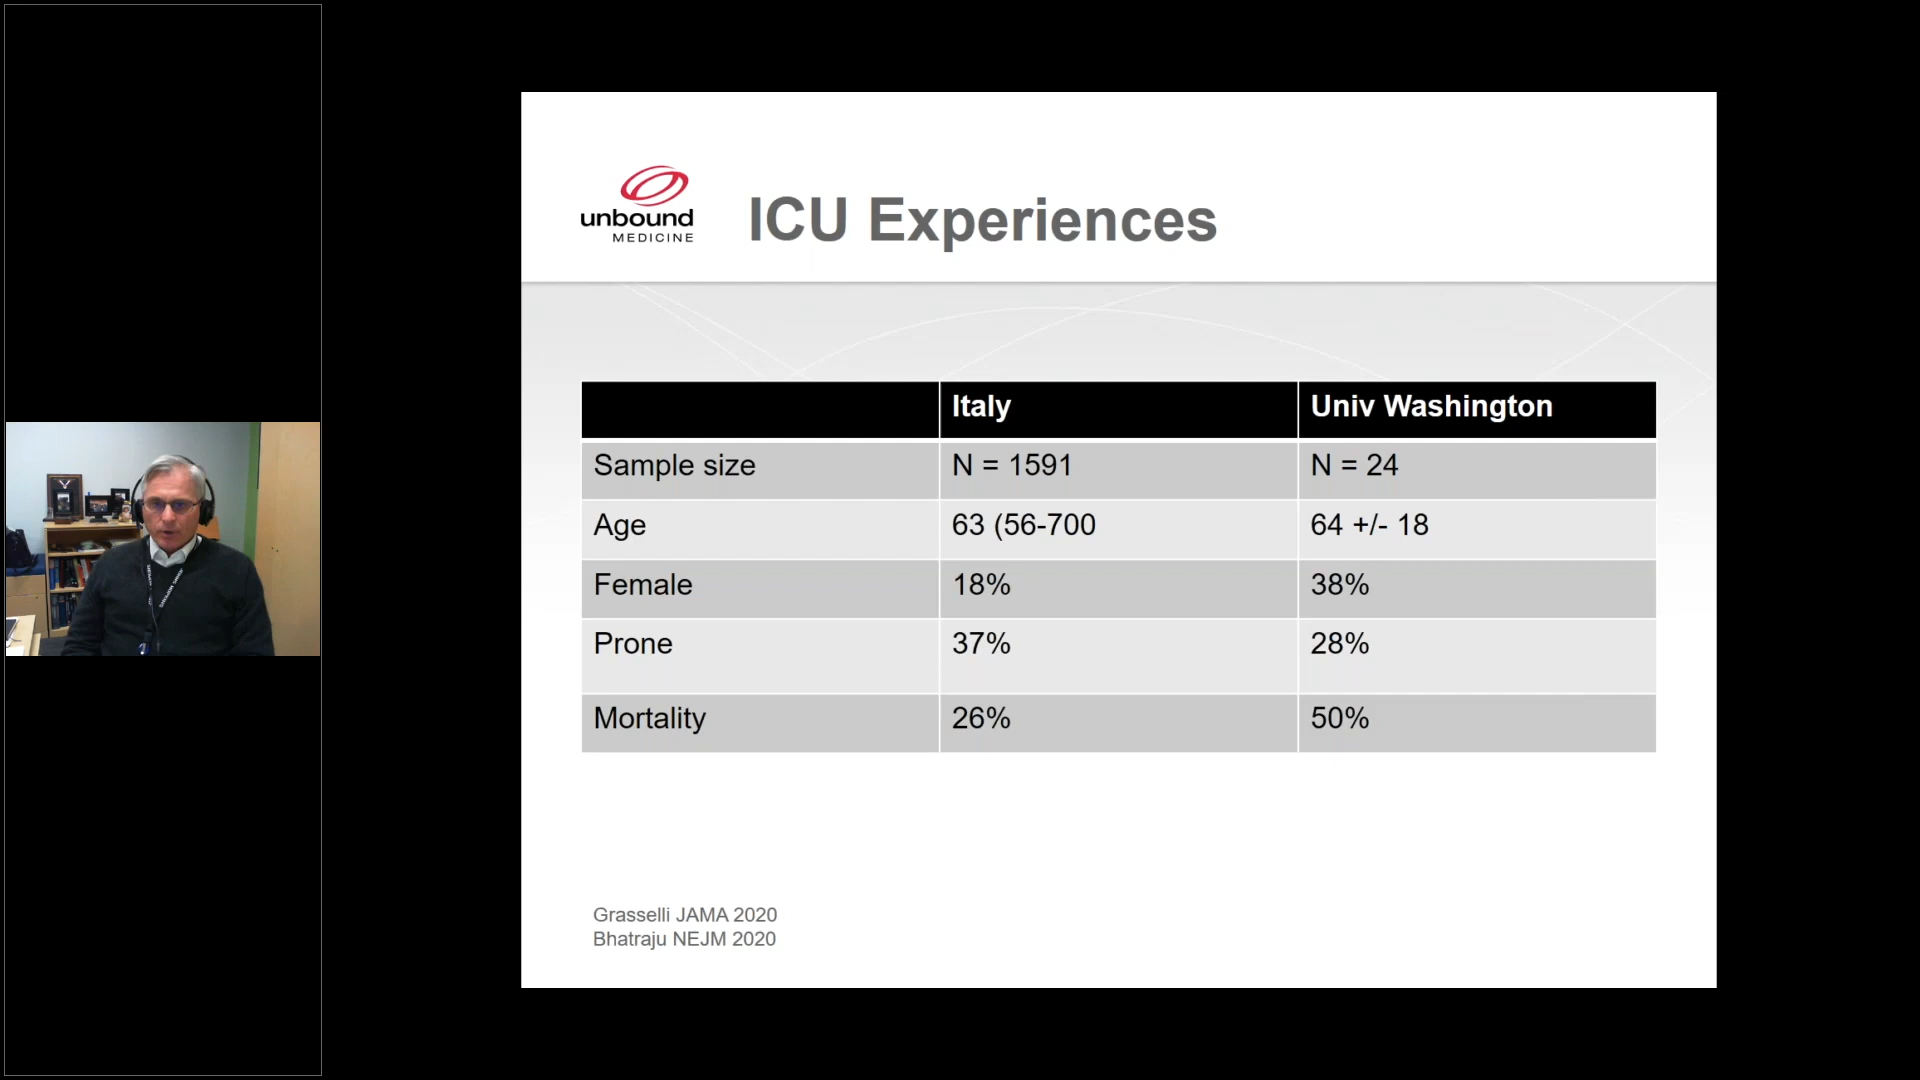 unbound
MEDICINE
ICU Experiences
Italy Univ Washington
Sample size N = 1591 N = 24
Age 63 (56-700 64 +/- 18
Female 18% 38%
Prone 37% 28%
Mortality 26% 50%
Grasselli JAMA 2020
Bhatraju NEJM 2020